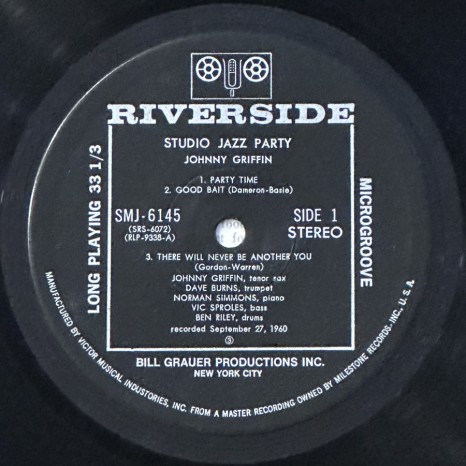 RIVERSIDE
STUDIO JAZZ PARTY
JOHNNY GRIFFIN
1. PARTY TIME
2. GOOD BAIT (Dameron-Basie)
SMJ-6145
(SRS-6072)
(RLP-9338-A)
SIDE 1
STEREO
3. THERE WILL NEVER BE ANOTHER YOU
(Gordon-Warren)
JOHNNY GRIFFIN, tenor sax
DAVE BURNS, trumpet
NORMAN SIMMONS, piano
VIC SPROLES, bass
BEN RILEY, drums
recorded September 27, 1960
3
BILL GRAUER PRODUCTIONS INC.
NEW YORK CITY
LONG PLAYING 33 1/3
MICROGROOVE
MANUFACTURED BY VICTOR MUSICAL INDUSTORIES, INC. FROM A MASTER RECORDING OWNED BY MILESTONE RECORDS. INC., U. S. A.